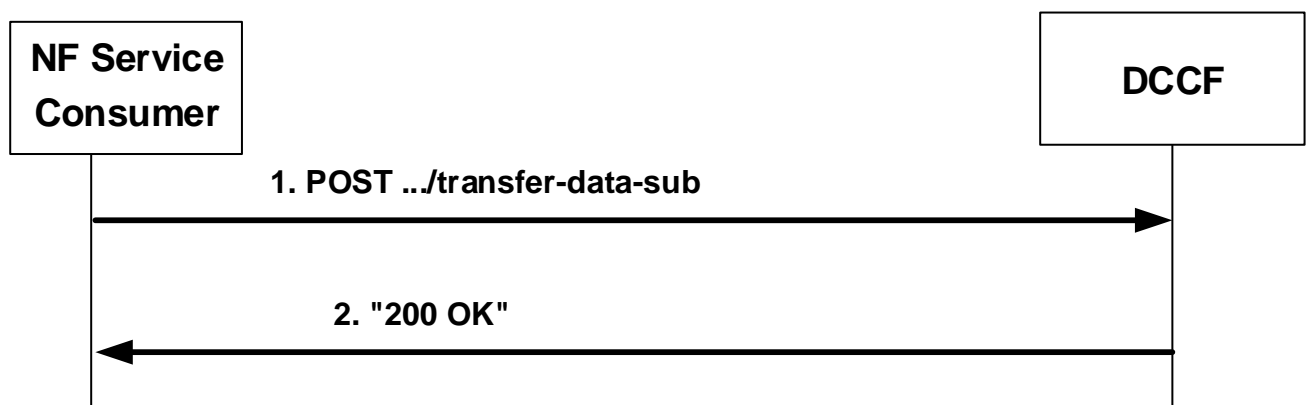 NF Service
Consumer
DCCF
1. POST .../transfer-data-sub
2. "200 OK"